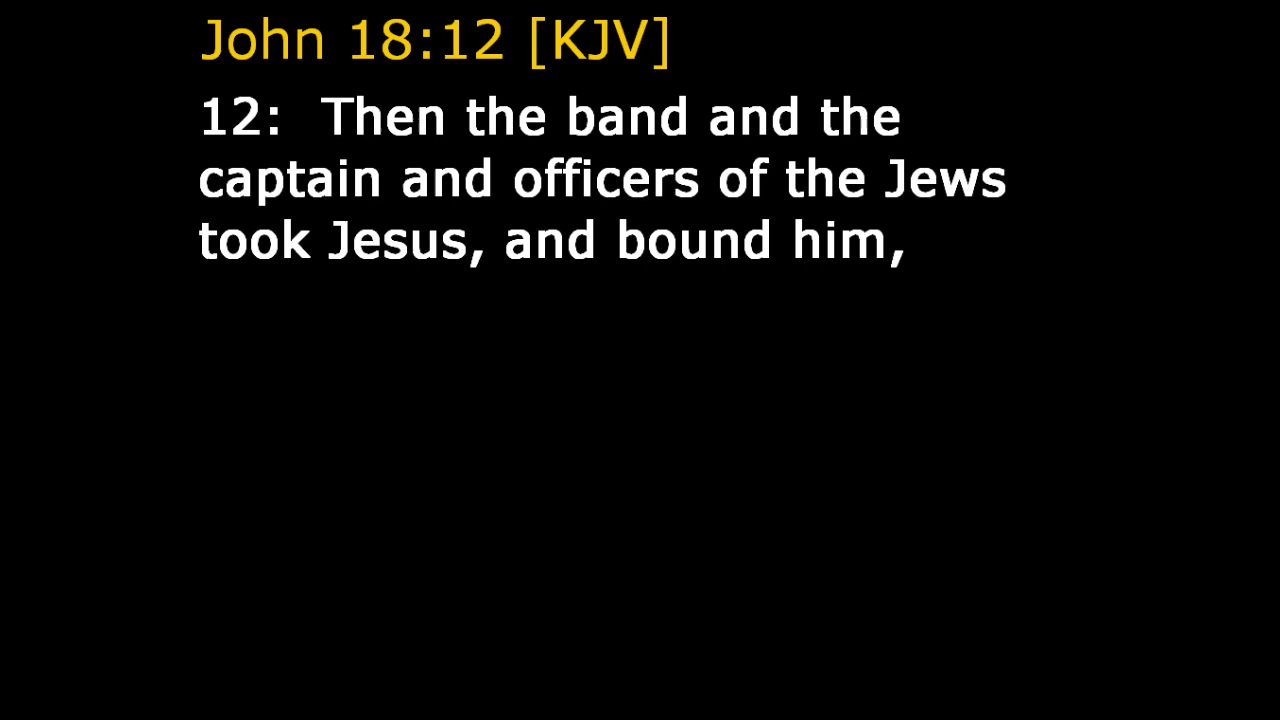 John 18:12 [KJV]
12:  Then the band and the
captain and officers of the Jews
took Jesus, and bound him,